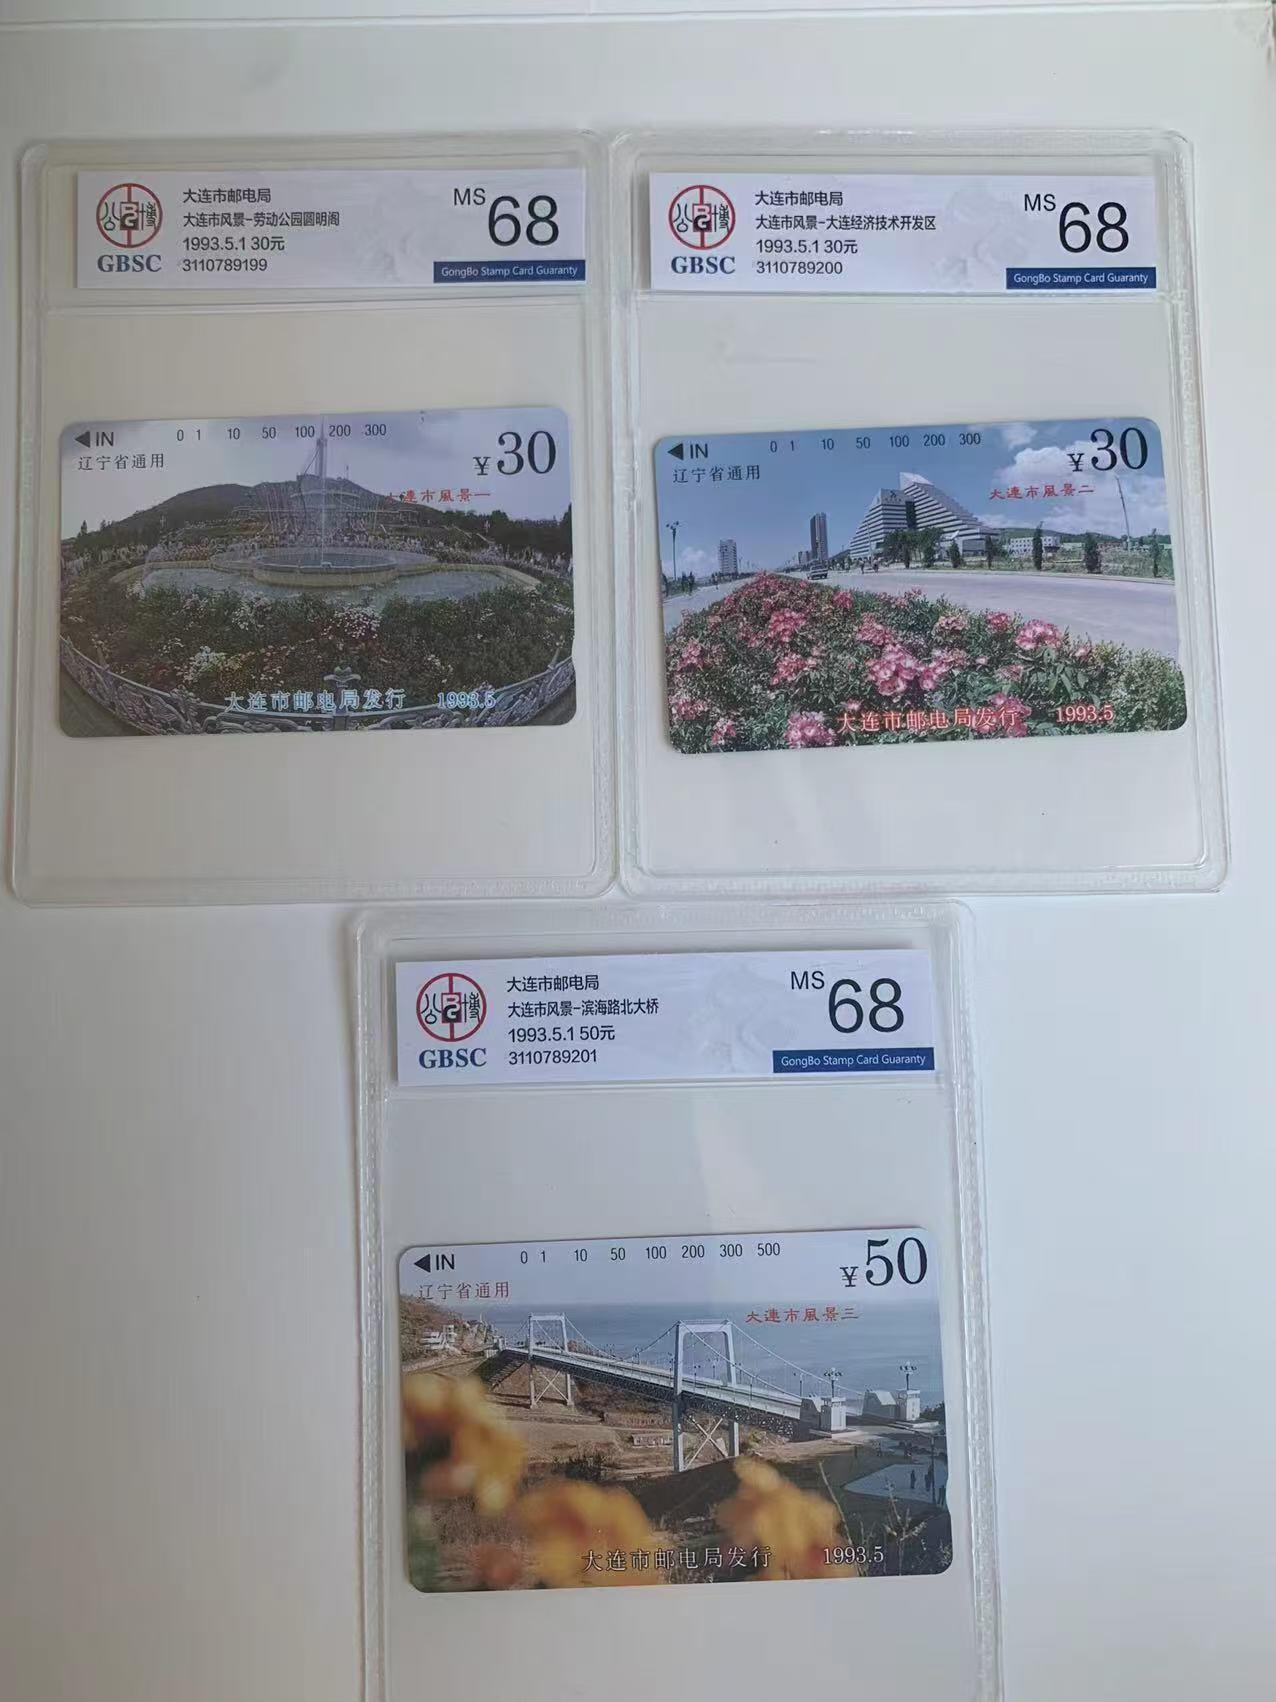 大连市邮电局
大连市风景-劳动公园圆明阁
1993.5.1 30元
3110789199
GBSC
MS 68
GongBo Stamp Card Guaranty
IN 0 1 10 50 100 200 300
¥30
辽宁省通用
大連市風景一
大连市邮电局发行 1993.5
大连市邮电局
大连市风景-大连经济技术开发区
1993.5.1 30元
3110789200
GBSC
MS 68
GongBo Stamp Card Guaranty
IN 0 1 10 50 100 200 300
¥30
辽宁省通用
大連市風景二
大连市邮电局发行 1993.5
大连市邮电局
大连市风景-滨海路北大桥
1993.5.1 50元
3110789201
GBSC
MS 68
GongBo Stamp Card Guaranty
IN 0 1 10 50 100 200 300 500
¥50
辽宁省通用
大連市風景三
大连市邮电局发行 1993.5